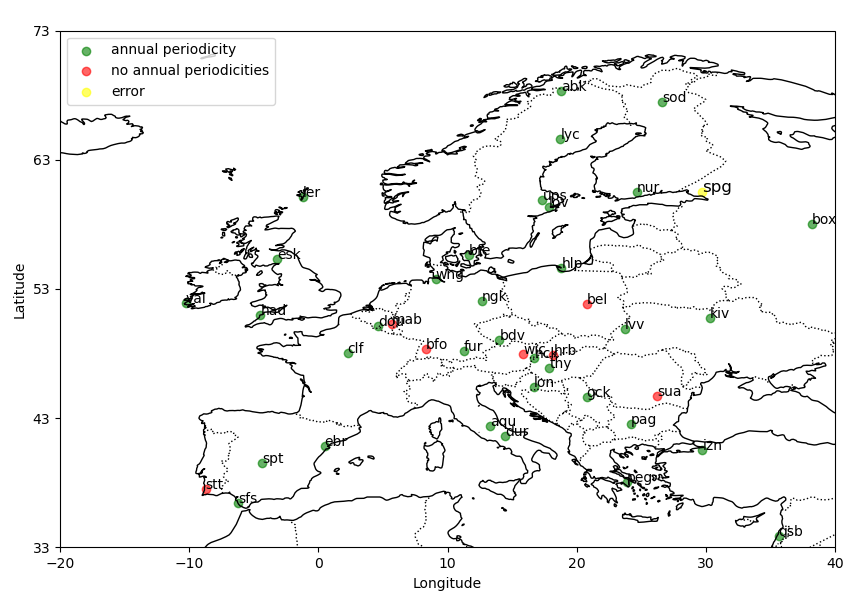 73
63
53
43
33
Latitude
annual periodicity
no annual periodicities
error
abk
sod
lyc
ups
lov
nur
spg
box
ler
esk
bfe
hlp
wng
val
had
ngk
bel
kiv
dou
mab
lvv
clf
bfo
fur
bdv
wic
nck
hrb
thy
lon
gck
sua
aqu
dur
pag
izn
ebr
spt
stt
sfs
peg
qsb
−20
−10
0
10
20
30
40
Longitude